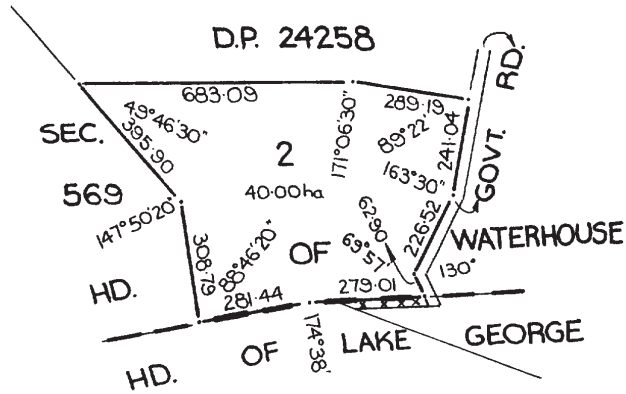 D.P. 24258
RD.
683.09
289.19
49°46'30"
395.90
SEC.
171°06'30"
89°22'
241.04
GOVT.
2
163°30"
569
40.00ha
147°50'20"
62.90
226.52
WATERHOUSE
308.79
88°46'20"
OF
69°57'
130°
HD.
281.44
279.01
HD.
OF
174°38'
LAKE
GEORGE